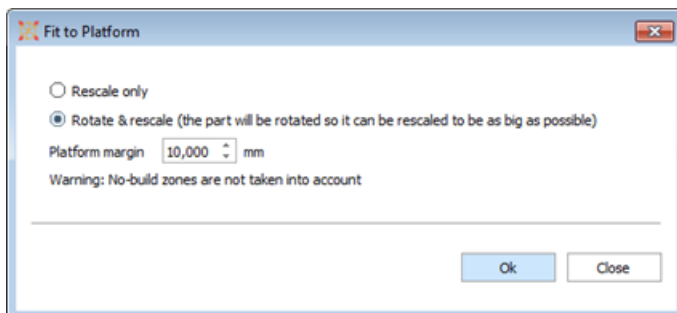 Fit to Platform
Rescale only
Rotate & rescale (the part will be rotated so it can be rescaled to be as big as possible)
Platform margin 10,000 mm
Warning: No-build zones are not taken into account
Ok Close